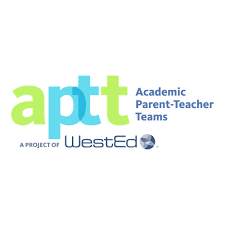 aptt
Academic
Parent-Teacher
Teams
A PROJECT OF WestEd